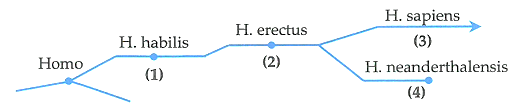 H. sapiens
(3)
H. erectus
(2)
H. habilis
(1)
Homo
H. neanderthalensis
(4)